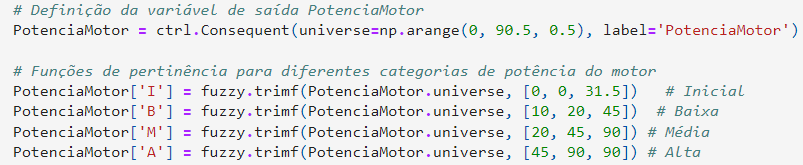 # Definição da variável de saída PotenciaMotor
PotenciaMotor = ctrl.Consequent(universe=np.arange(0, 90.5, 0.5), label='PotenciaMotor')
# Funções de pertinência para diferentes categorias de potência do motor
PotenciaMotor['I'] = fuzzy.trimf(PotenciaMotor.universe, [0, 0, 31.5])   # Inicial
PotenciaMotor['B'] = fuzzy.trimf(PotenciaMotor.universe, [10, 20, 45])  # Baixa
PotenciaMotor['M'] = fuzzy.trimf(PotenciaMotor.universe, [20, 45, 90]) # Média
PotenciaMotor['A'] = fuzzy.trimf(PotenciaMotor.universe, [45, 90, 90]) # Alta